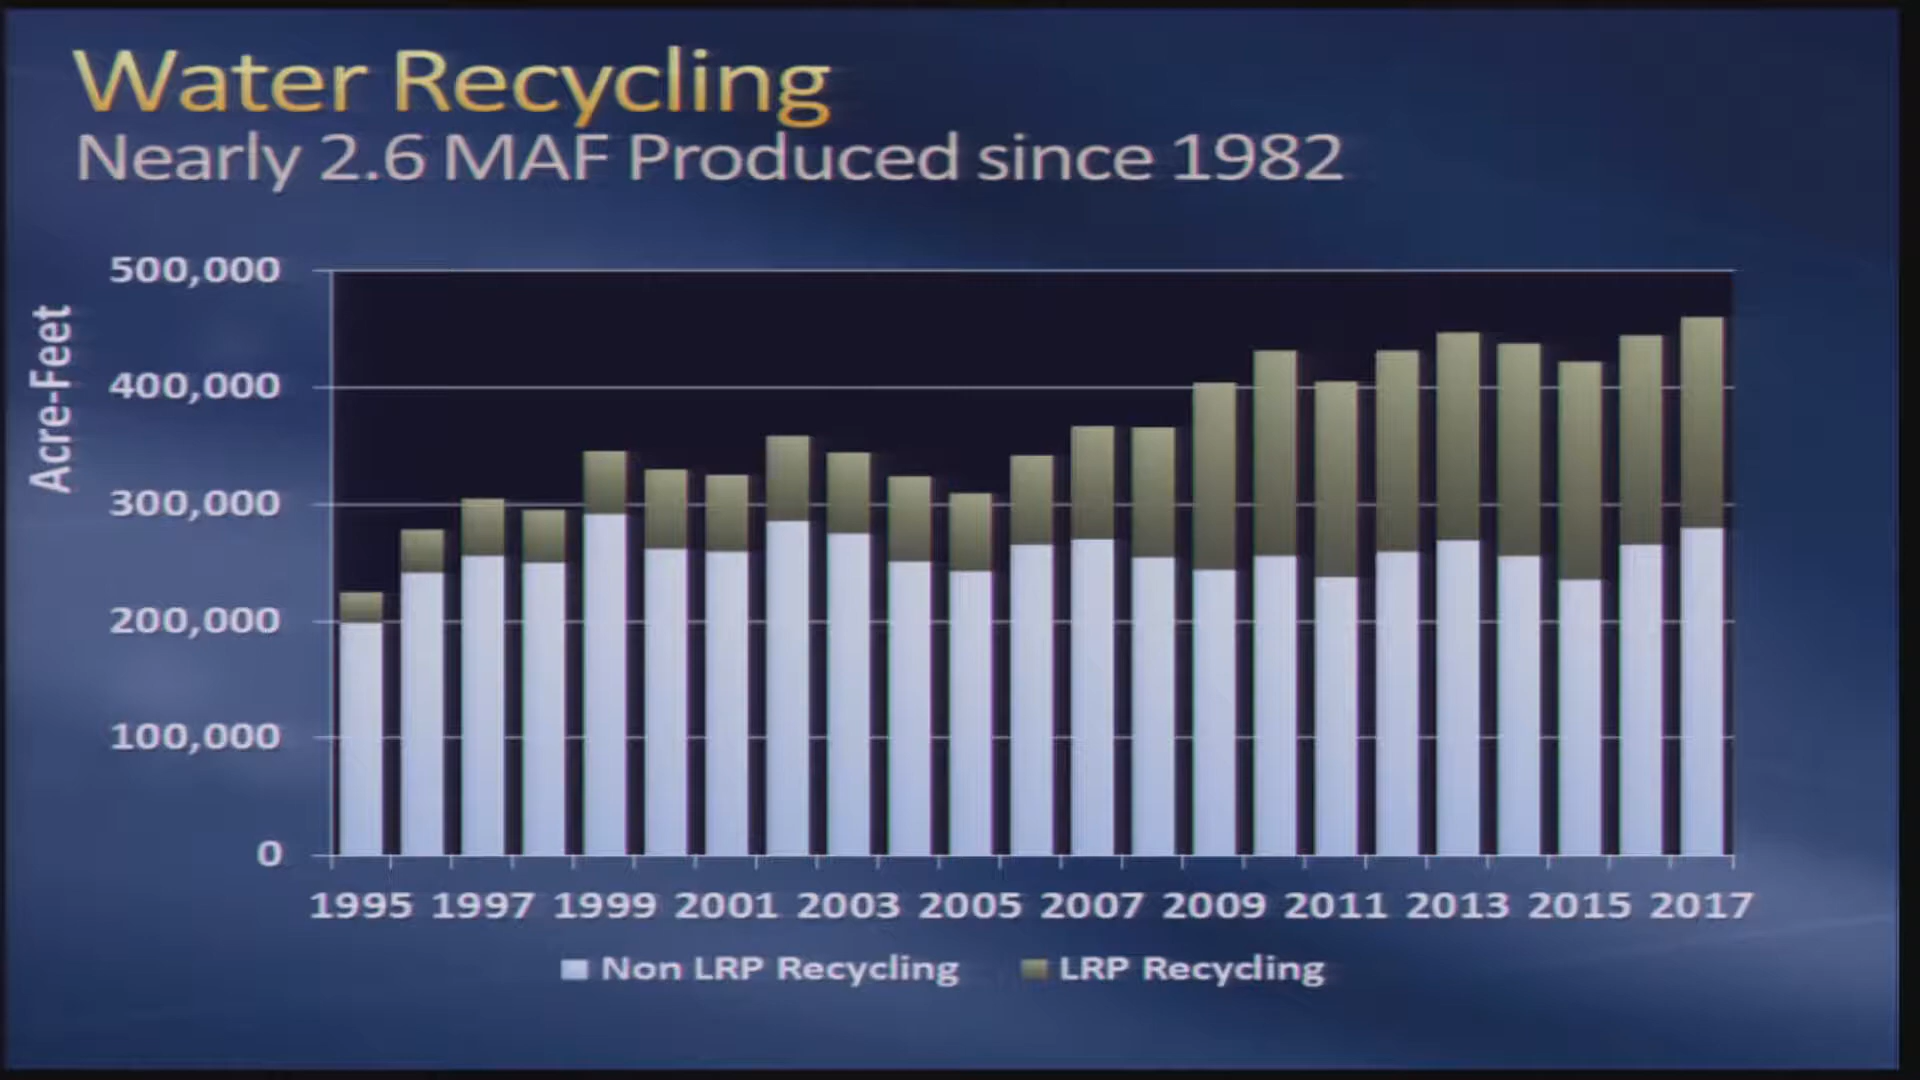 Water Recycling
Nearly 2.6 MAF Produced since 1982
Acre-Feet
500,000
400,000
300,000
200,000
100,000
0
1995 1997 1999 2001 2003 2005 2007 2009 2011 2013 2015 2017
Non LRP Recycling LRP Recycling